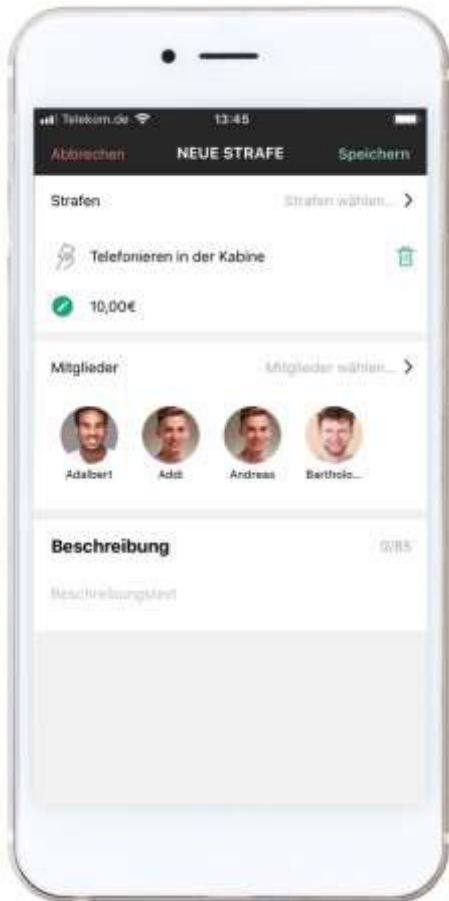 Telekom.de 13:45
Abbrechen NEUE STRAFE Speichern
Strafen Strafen wählen...
Telefonieren in der Kabine
10,00€
Mitglieder Mitglieder wählen...
Adalbert Addi Andreas Bartholo...
Beschreibung 0/85
Beschreibungstext